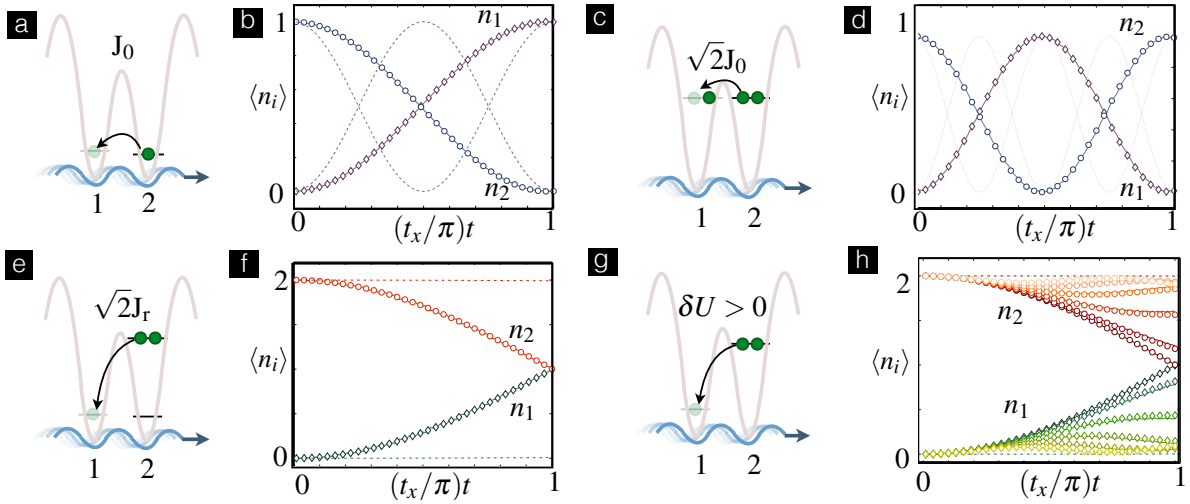 a
J₀
1 2
b
1
⟨nᵢ⟩
0
n₁
n₂
0 1
(tₓ/π)t
c
√2J₀
1 2
d
1
⟨nᵢ⟩
0
n₂
n₁
0 1
(tₓ/π)t
e
√2Jᵣ
1 2
f
2
⟨nᵢ⟩
0
n₂
n₁
0 1
(tₓ/π)t
g
δU > 0
1 2
h
2
⟨nᵢ⟩
0
n₂
n₁
0 1
(tₓ/π)t